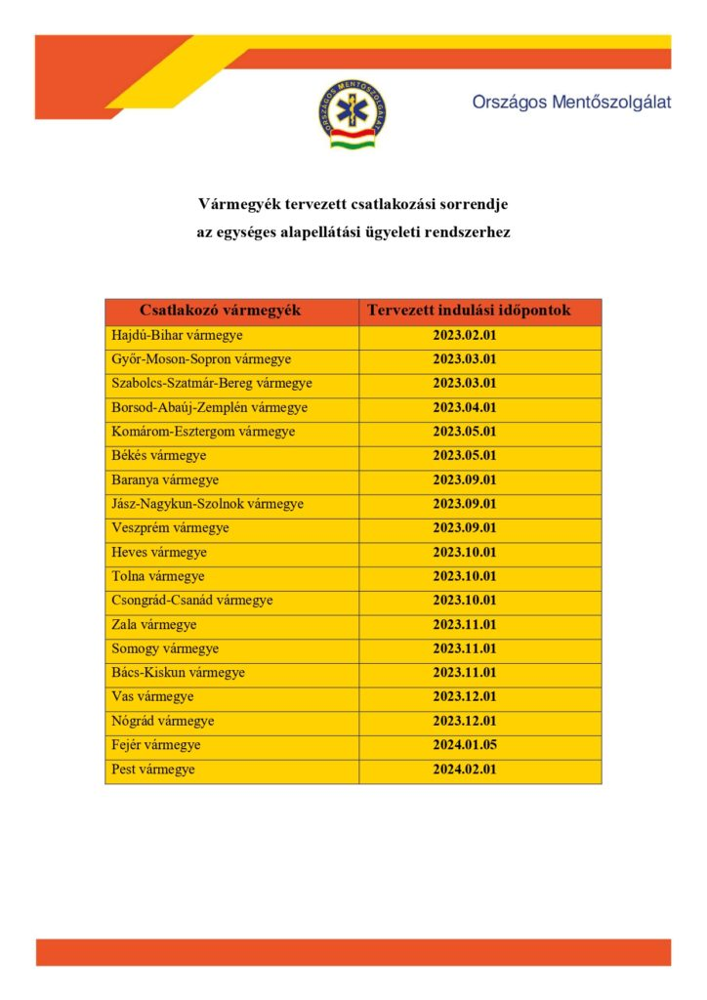 ORSZÁGOS MENTŐSZOLGÁLAT
Országos Mentőszolgálat
Vármegyék tervezett csatlakozási sorrendje
az egységes alapellátási ügyeleti rendszerhez
Csatlakozó vármegyék Tervezett indulási időpontok
Hajdú-Bihar vármegye 2023.02.01
Győr-Moson-Sopron vármegye 2023.03.01
Szabolcs-Szatmár-Bereg vármegye 2023.03.01
Borsod-Abaúj-Zemplén vármegye 2023.04.01
Komárom-Esztergom vármegye 2023.05.01
Békés vármegye 2023.05.01
Baranya vármegye 2023.09.01
Jász-Nagykun-Szolnok vármegye 2023.09.01
Veszprém vármegye 2023.09.01
Heves vármegye 2023.10.01
Tolna vármegye 2023.10.01
Csongrád-Csanád vármegye 2023.10.01
Zala vármegye 2023.11.01
Somogy vármegye 2023.11.01
Bács-Kiskun vármegye 2023.11.01
Vas vármegye 2023.12.01
Nógrád vármegye 2023.12.01
Fejér vármegye 2024.01.05
Pest vármegye 2024.02.01